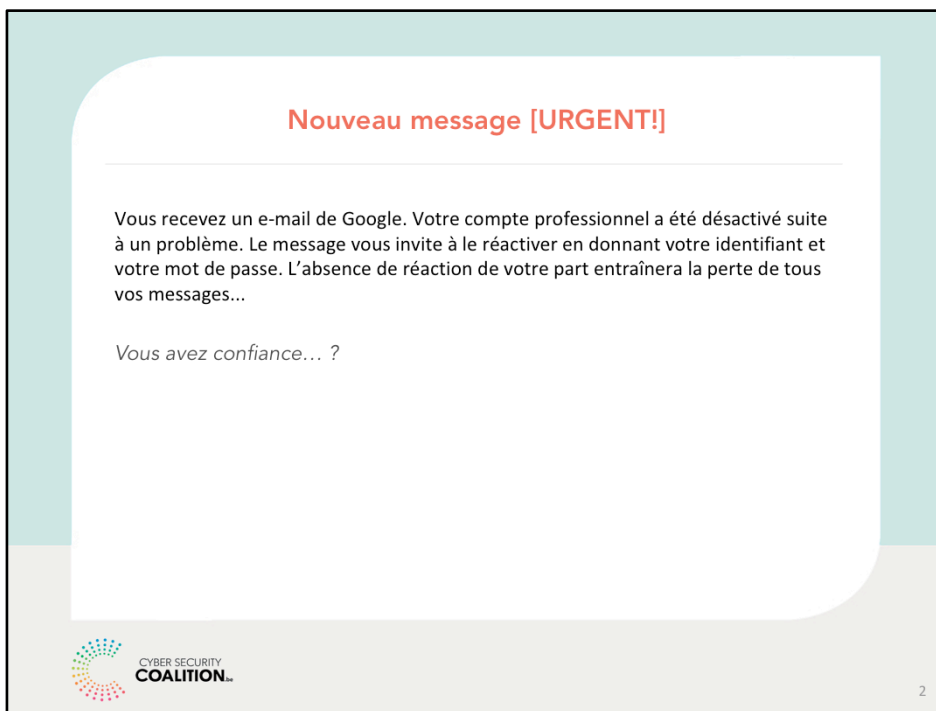 Nouveau message [URGENT!]
Vous recevez un e-mail de Google. Votre compte professionnel a été désactivé suite
à un problème. Le message vous invite à le réactiver en donnant votre identifiant et
votre mot de passe. L’absence de réaction de votre part entraînera la perte de tous
vos messages...
Vous avez confiance… ?
CYBER SECURITY
COALITION.be
2